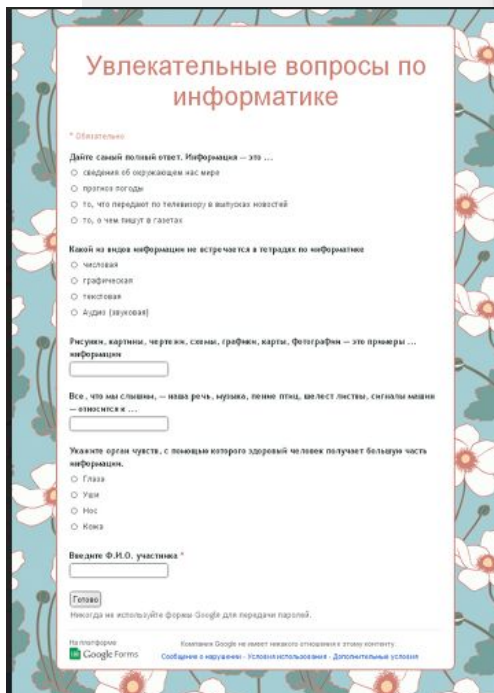 Увлекательные вопросы по
информатике
* Обязательно
Дайте самый полный ответ. Информация — это ...
сведения об окружающем нас мире
прогноз погоды
то, что передают по телевизору в выпусках новостей
то, о чем пишут в газетах
Какой из видов информации не встречается в тетрадях по информатике
числовая
графическая
текстовая
Аудио (звуковая)
Рисунки, картины, чертежи, схемы, графики, карты, фотографии — это примеры ...
информации
Все, что мы слышим, — наша речь, музыка, пение птиц, шелест листвы, сигналы машин
— относится к ...
Укажите орган чувств, с помощью которого здоровый человек получает большую часть
информации.
Глаза
Уши
Нос
Кожа
Введите Ф.И.О. участника *
Готово
Никогда не используйте формы Google для передачи паролей.
На платформе
Google Forms
Компания Google не имеет никакого отношения к этому контенту.
Сообщение о нарушении - Условия использования - Дополнительные условия